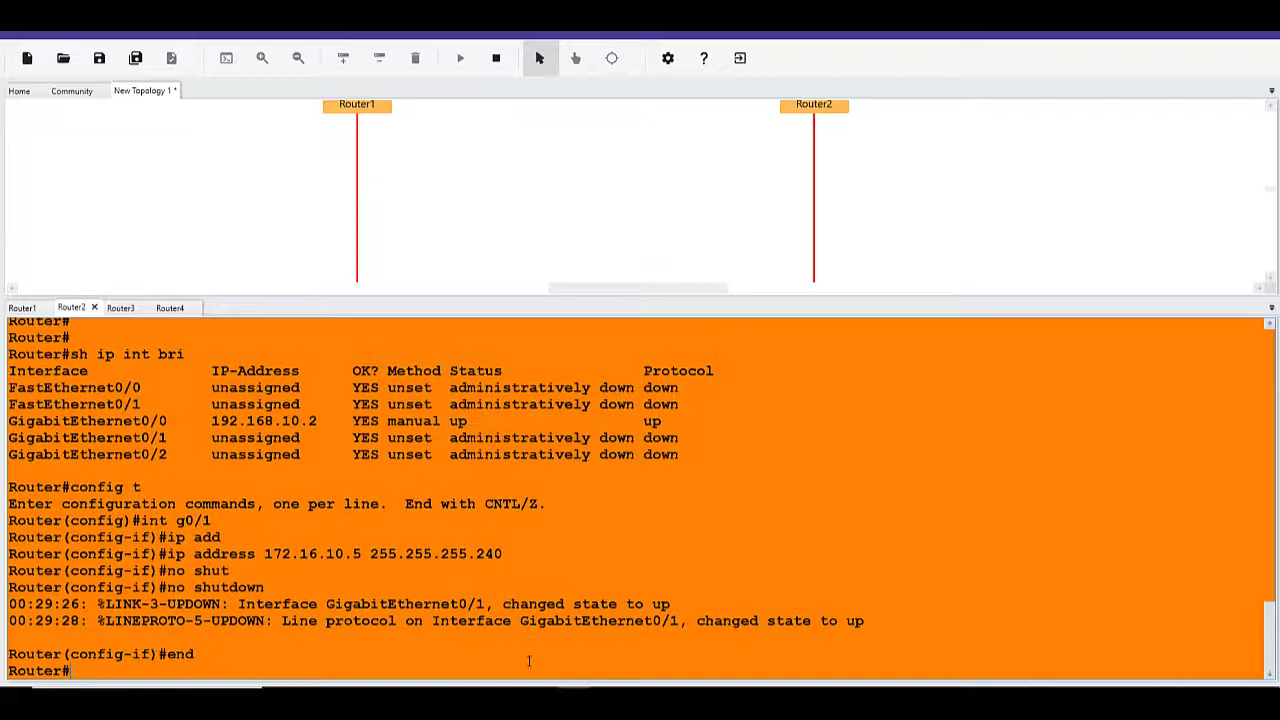 Home Community New Topology 1 *
Router1 Router2
Router1 Router2 Router3 Router4
Router#
Router#
Router#sh ip int bri
Interface IP-Address OK? Method Status Protocol
FastEthernet0/0 unassigned YES unset administratively down down
FastEthernet0/1 unassigned YES unset administratively down down
GigabitEthernet0/0 192.168.10.2 YES manual up up
GigabitEthernet0/1 unassigned YES unset administratively down down
GigabitEthernet0/2 unassigned YES unset administratively down down
Router#config t
Enter configuration commands, one per line. End with CNTL/Z.
Router(config)#int g0/1
Router(config-if)#ip add
Router(config-if)#ip address 172.16.10.5 255.255.255.240
Router(config-if)#no shut
Router(config-if)#no shutdown
00:29:26: %LINK-3-UPDOWN: Interface GigabitEthernet0/1, changed state to up
00:29:28: %LINEPROTO-5-UPDOWN: Line protocol on Interface GigabitEthernet0/1, changed state to up
Router(config-if)#end
Router#